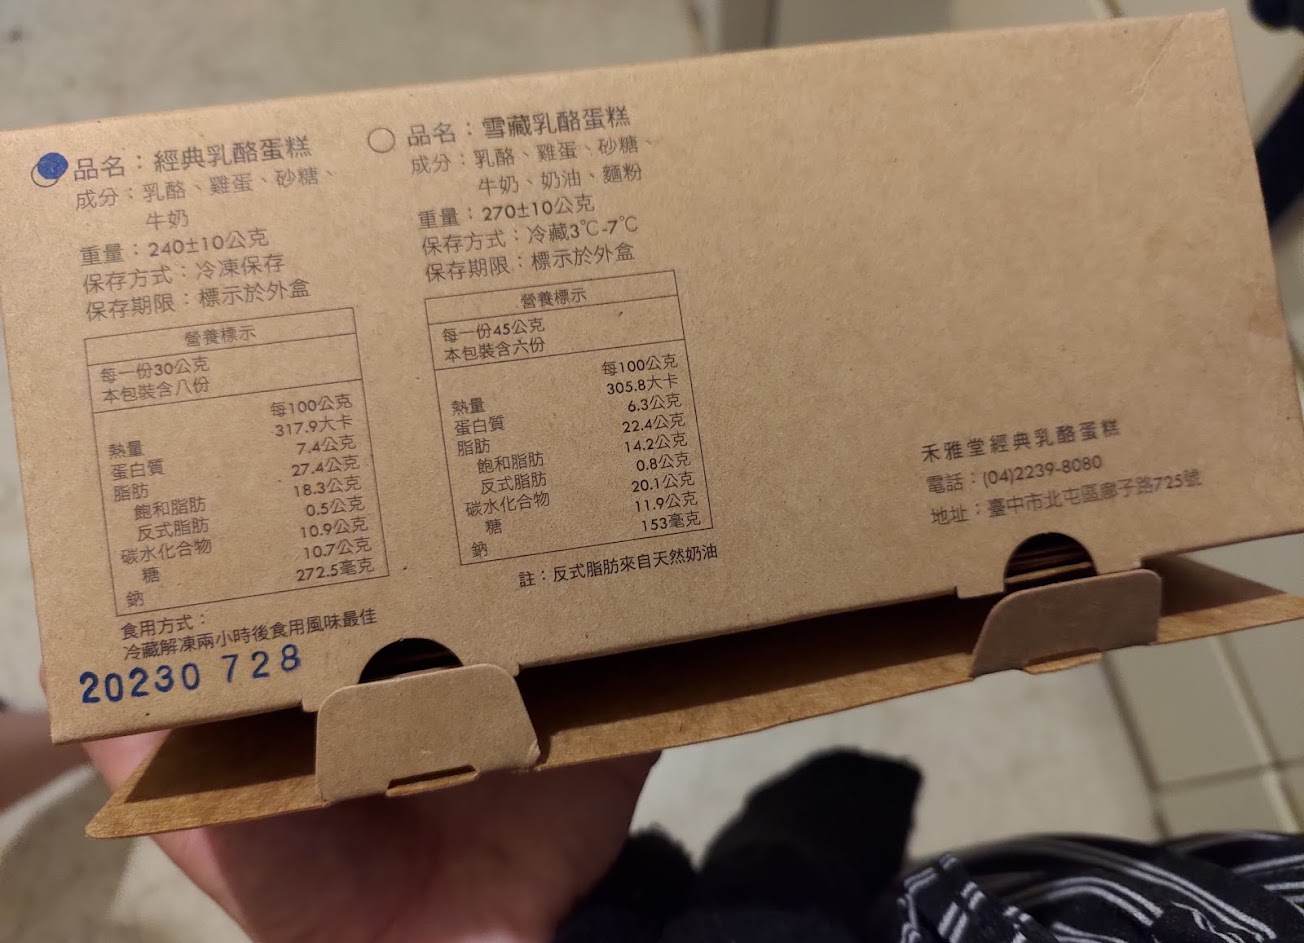 品名：經典乳酪蛋糕
成分：乳酪、雞蛋、砂糖、
牛奶
重量：240±10公克
保存方式：冷凍保存
保存期限：標示於外盒
營養標示
每一份30公克
本包裝含八份
每100公克
熱量 317.9大卡
蛋白質 7.4公克
脂肪 27.4公克
飽和脂肪 18.3公克
反式脂肪 0.5公克
碳水化合物 10.9公克
糖 10.7公克
鈉 272.5毫克
食用方式：
冷藏解凍兩小時後食用風味最佳
20230728
品名：雪藏乳酪蛋糕
成分：乳酪、雞蛋、砂糖、
牛奶、奶油、麵粉
重量：270±10公克
保存方式：冷藏3℃-7℃
保存期限：標示於外盒
營養標示
每一份45公克
本包裝含六份
每100公克
熱量 305.8大卡
蛋白質 6.3公克
脂肪 22.4公克
飽和脂肪 14.2公克
反式脂肪 0.8公克
碳水化合物 20.1公克
糖 11.9公克
鈉 153毫克
註：反式脂肪來自天然奶油
禾雅堂經典乳酪蛋糕
電話：(04)2239-8080
地址：臺中市北屯區廍子路725號